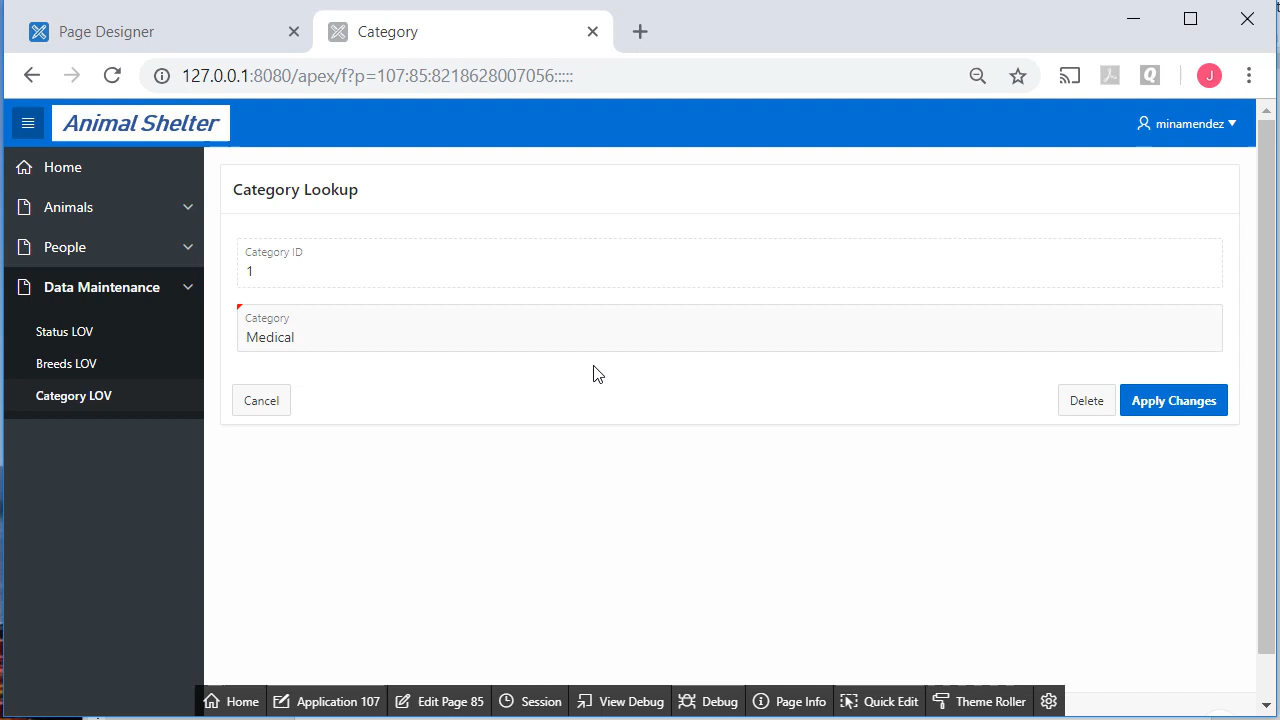 Page Designer
Category
127.0.0.1:8080/apex/f?p=107:85:8218628007056:::::
Q
J
Animal Shelter
minamendez
Home
Animals
People
Data Maintenance
Status LOV
Breeds LOV
Category LOV
Category Lookup
Category ID
1
Category
Medical
Cancel
Delete
Apply Changes
Home
Application 107
Edit Page 85
Session
View Debug
Debug
Page Info
Quick Edit
Theme Roller